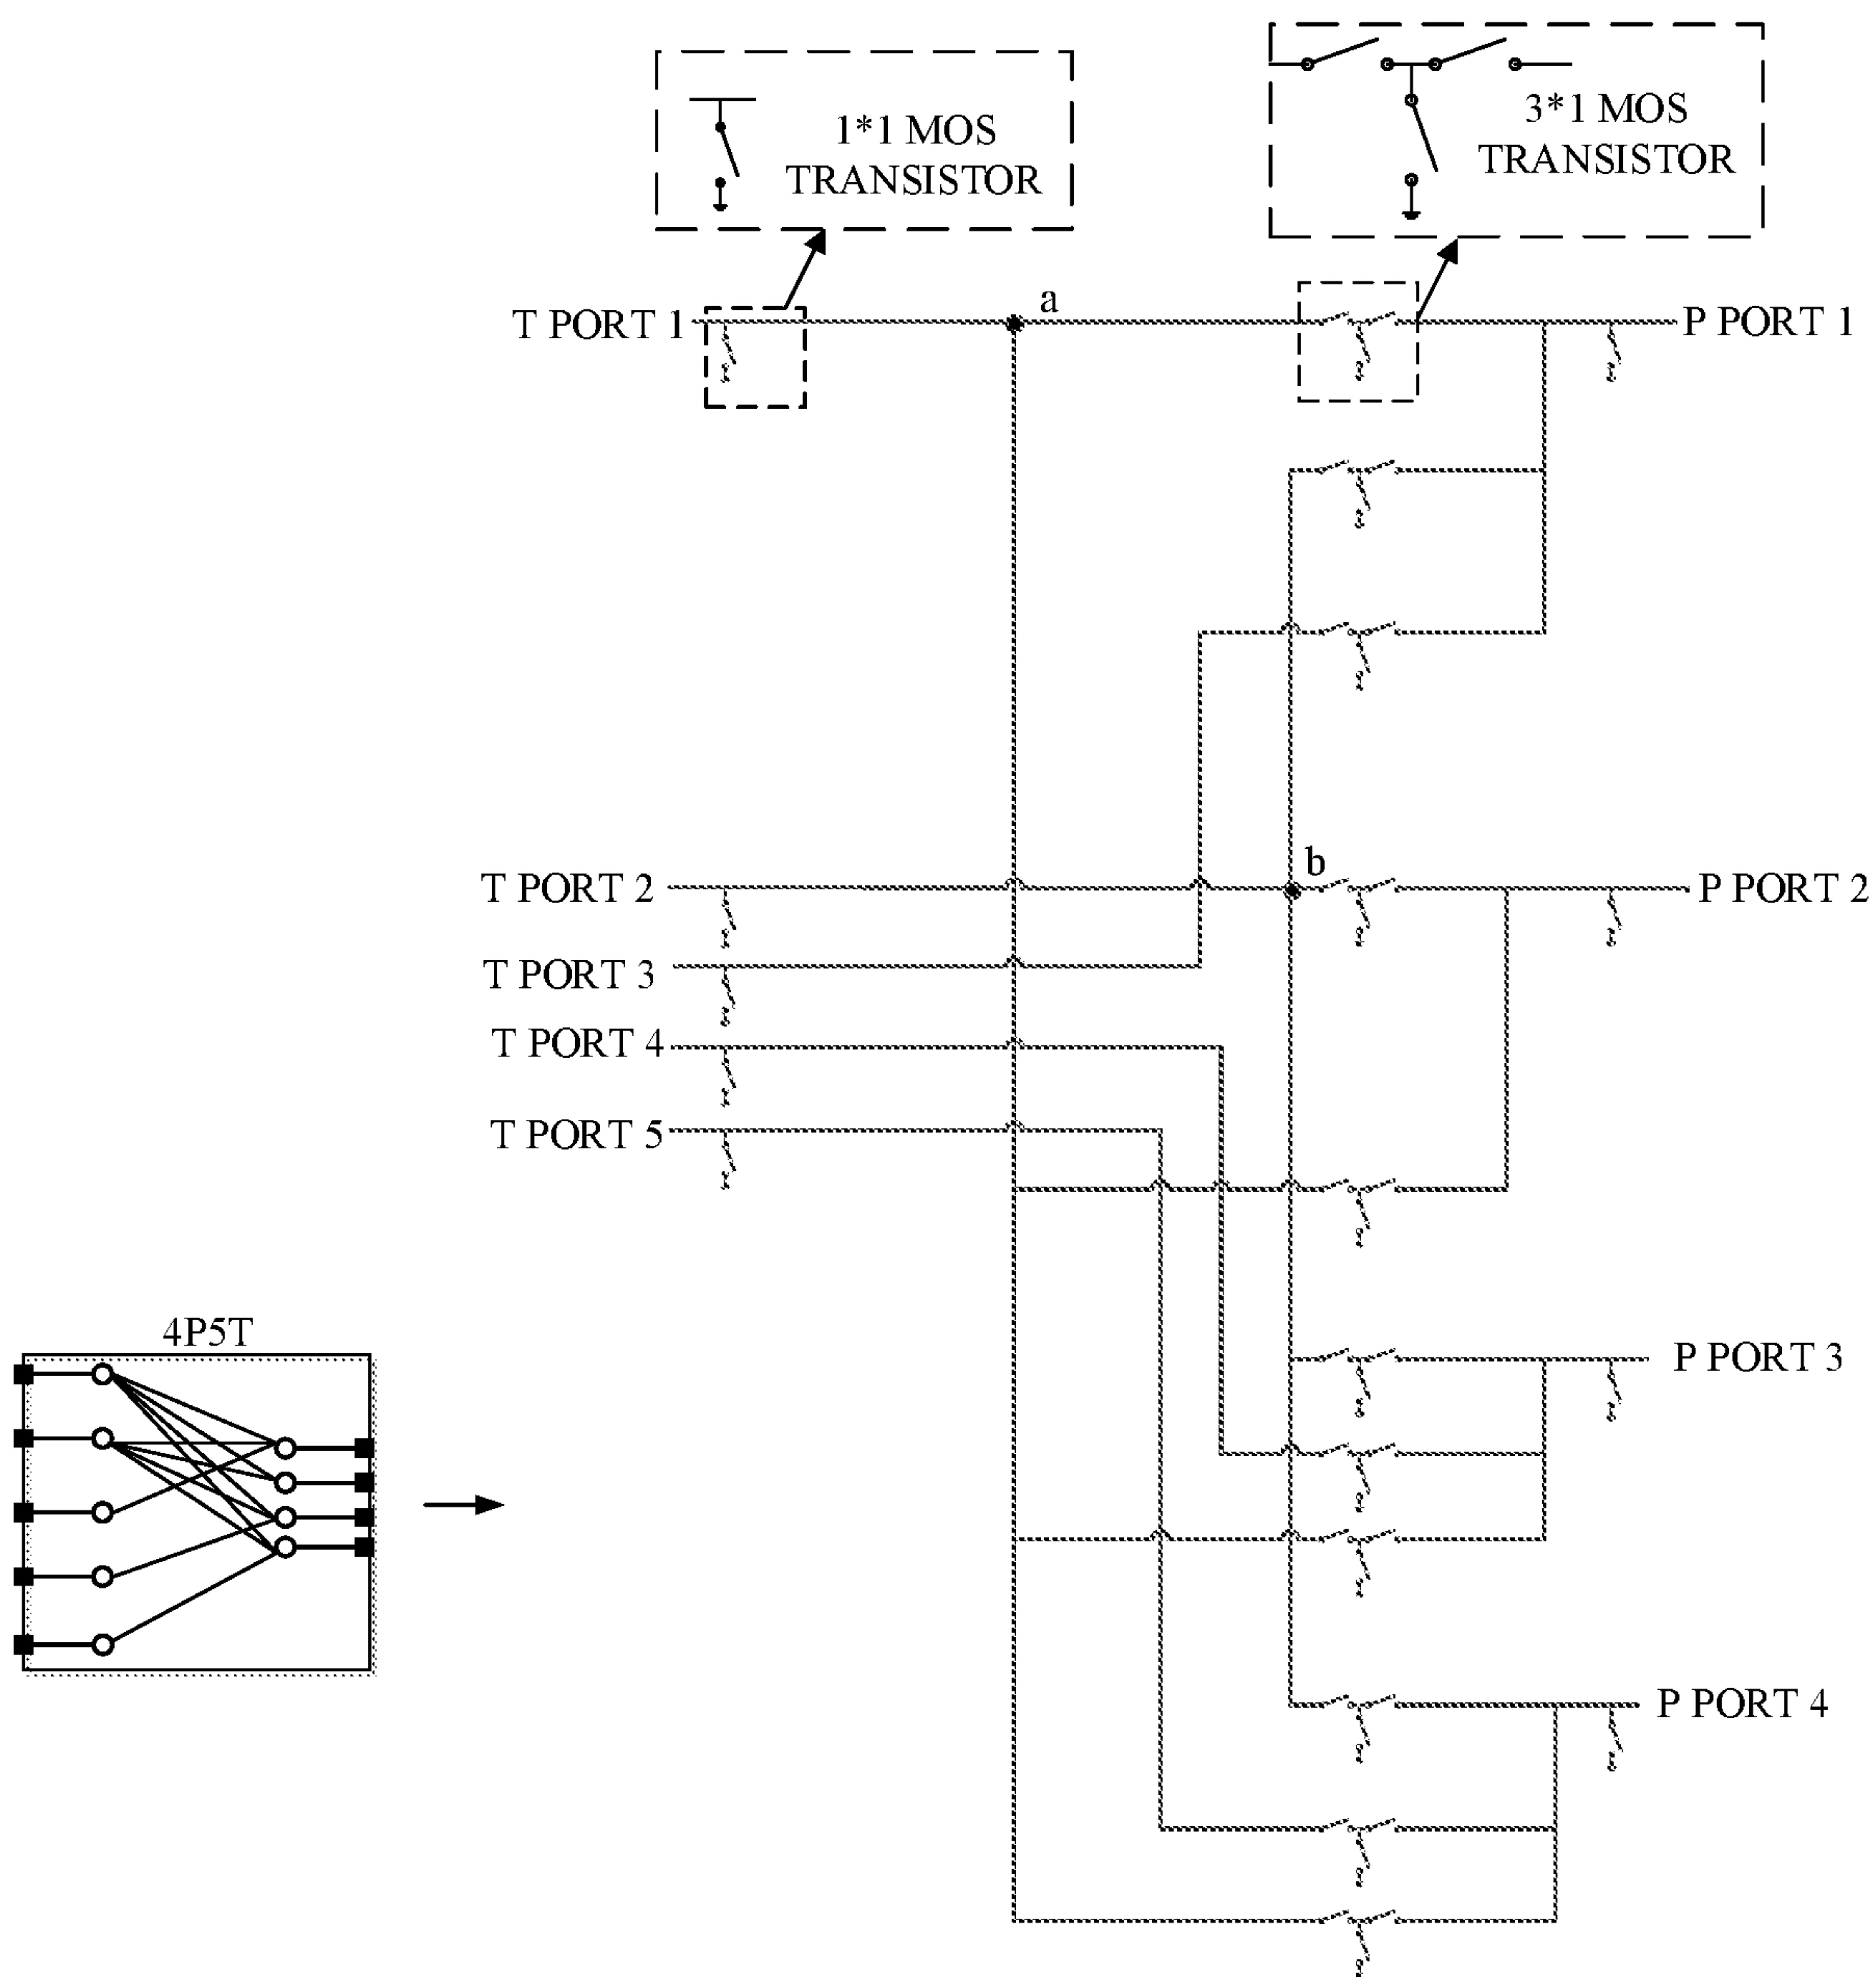 1*1 MOS
TRANSISTOR
3*1 MOS
TRANSISTOR
T PORT 1
a
P PORT 1
T PORT 2
b
P PORT 2
T PORT 3
T PORT 4
T PORT 5
4P5T
P PORT 3
P PORT 4